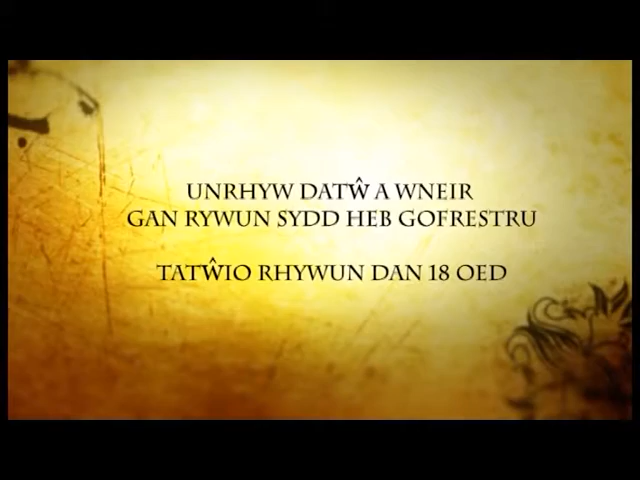 UNRHYW DATŴ A WNEIR
GAN RYWUN SYDD HEB GOFRESTRU
TATŴIO RHYWUN DAN 18 OED